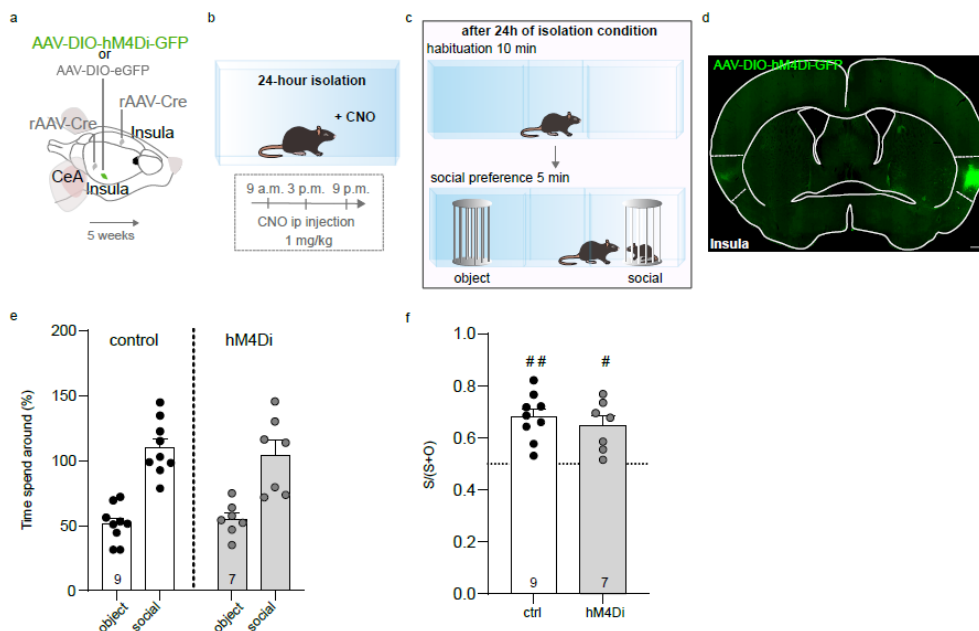 a
AAV-DIO-hM4Di-GFP
or
AAV-DIO-eGFP
rAAV-Cre
rAAV-Cre
Insula
CeA
Insula
5 weeks
b
24-hour isolation
+ CNO
9 a.m. 3 p.m. 9 p.m.
CNO ip injection
1 mg/kg
c
after 24h of isolation condition
habituation 10 min
social preference 5 min
object
social
d
AAV-DIO-hM4Di-GFP
Insula
e
control
hM4Di
Time spend around (%)
200
150
100
50
0
9
7
object
social
object
social
f
S/(S+O)
1.0
0.8
0.6
0.4
0.2
0.0
# #
#
9
7
ctrl
hM4Di